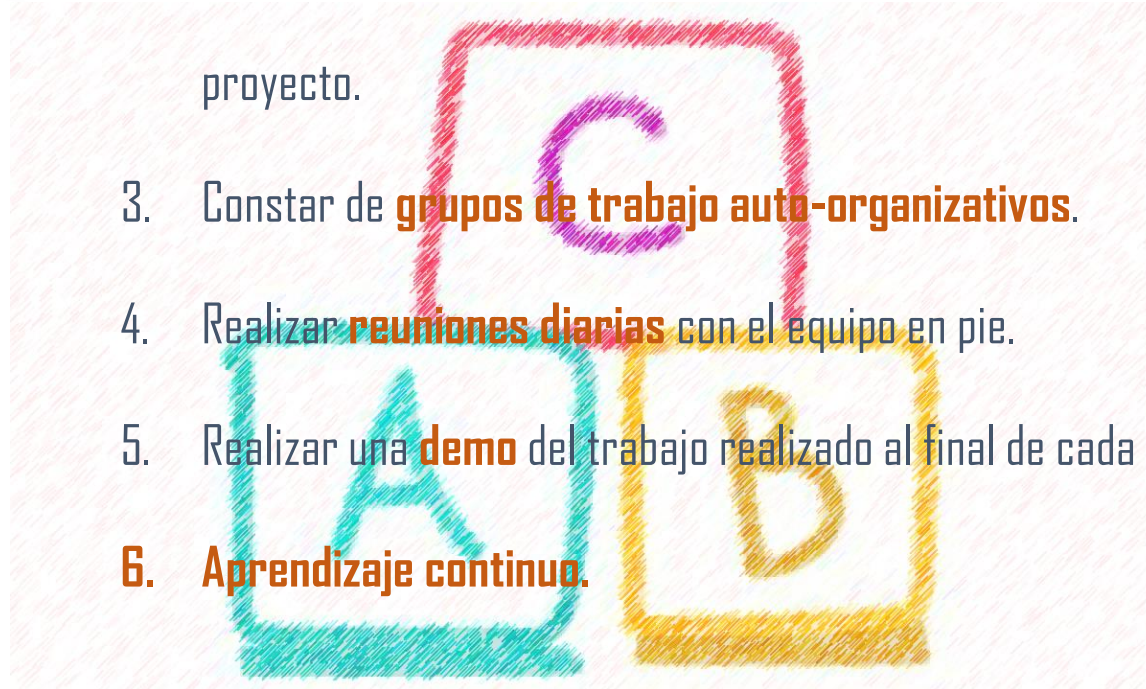 proyecto.
3. Constar de grupos de trabajo auto-organizativos.
4. Realizar reuniones diarias con el equipo en pie.
5. Realizar una demo del trabajo realizado al final de cada
6. Aprendizaje continuo.
C
A B